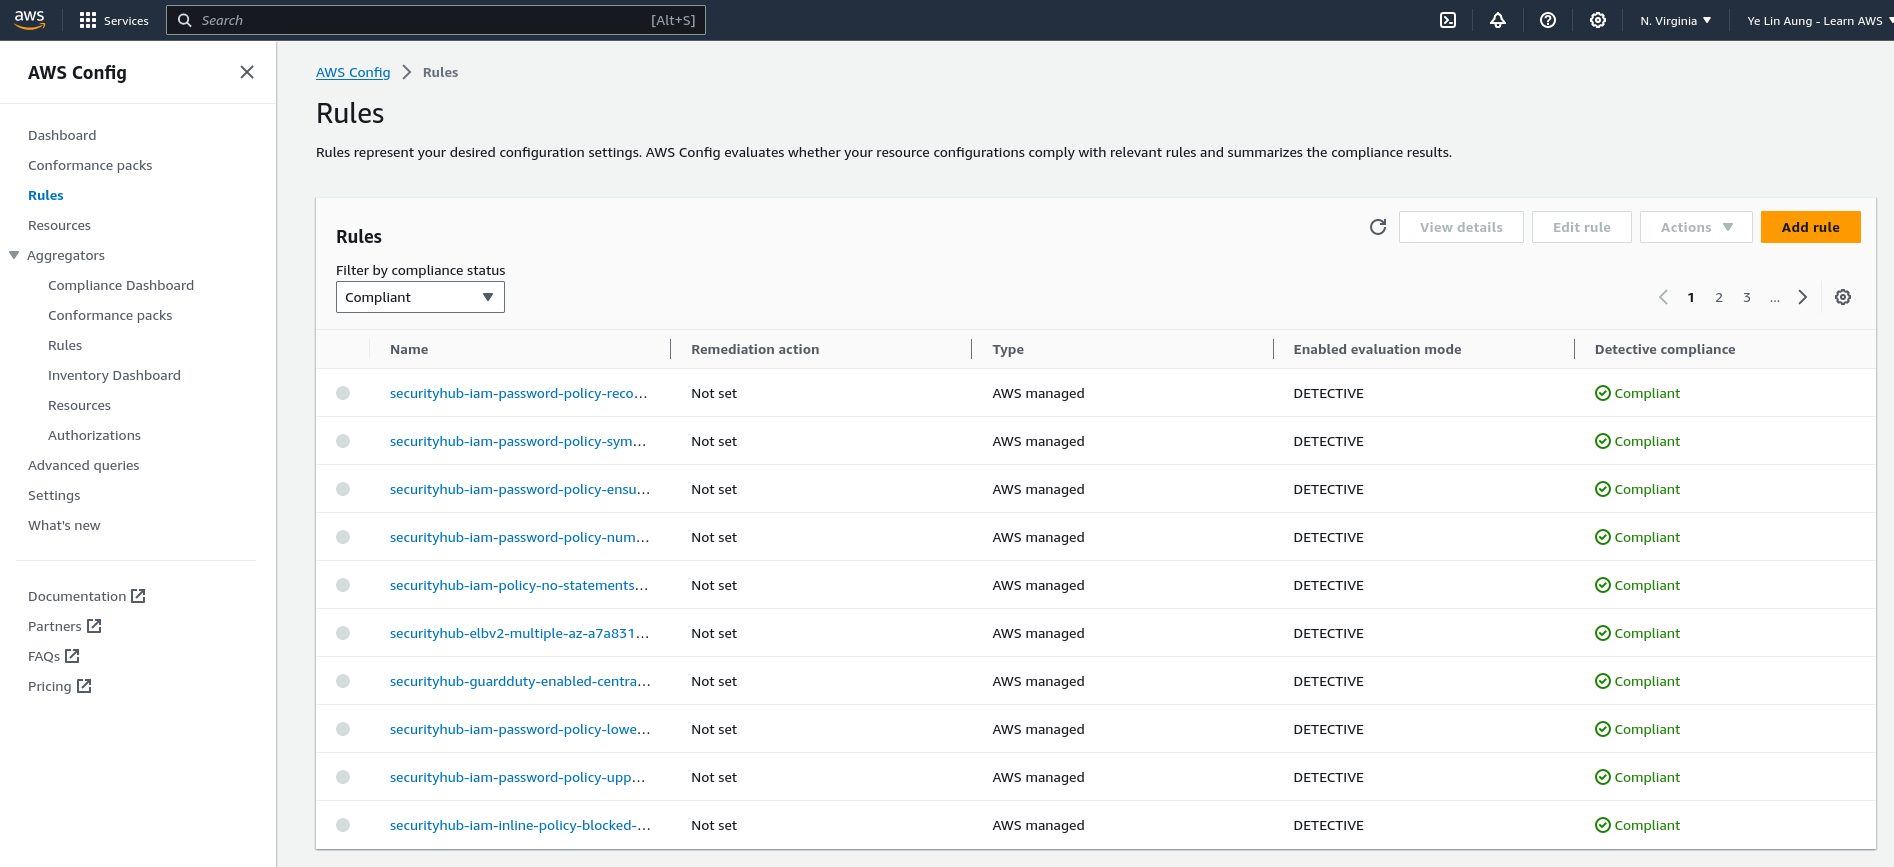 aws Services Search [Alt+S] N. Virginia Ye Lin Aung - Learn AWS
AWS Config
Dashboard
Conformance packs
Rules
Resources
Aggregators
Compliance Dashboard
Conformance packs
Rules
Inventory Dashboard
Resources
Authorizations
Advanced queries
Settings
What's new
Documentation
Partners
FAQs
Pricing
AWS Config Rules
Rules
Rules represent your desired configuration settings. AWS Config evaluates whether your resource configurations comply with relevant rules and summarizes the compliance results.
Rules
View details Edit rule Actions Add rule
Filter by compliance status
Compliant
1 2 3 ...
Name Remediation action Type Enabled evaluation mode Detective compliance
securityhub-iam-password-policy-reco... Not set AWS managed DETECTIVE Compliant
securityhub-iam-password-policy-sym... Not set AWS managed DETECTIVE Compliant
securityhub-iam-password-policy-ensu... Not set AWS managed DETECTIVE Compliant
securityhub-iam-password-policy-num... Not set AWS managed DETECTIVE Compliant
securityhub-iam-policy-no-statements... Not set AWS managed DETECTIVE Compliant
securityhub-elbv2-multiple-az-a7a831... Not set AWS managed DETECTIVE Compliant
securityhub-guardduty-enabled-centra... Not set AWS managed DETECTIVE Compliant
securityhub-iam-password-policy-lowe... Not set AWS managed DETECTIVE Compliant
securityhub-iam-password-policy-upp... Not set AWS managed DETECTIVE Compliant
securityhub-iam-inline-policy-blocked-... Not set AWS managed DETECTIVE Compliant